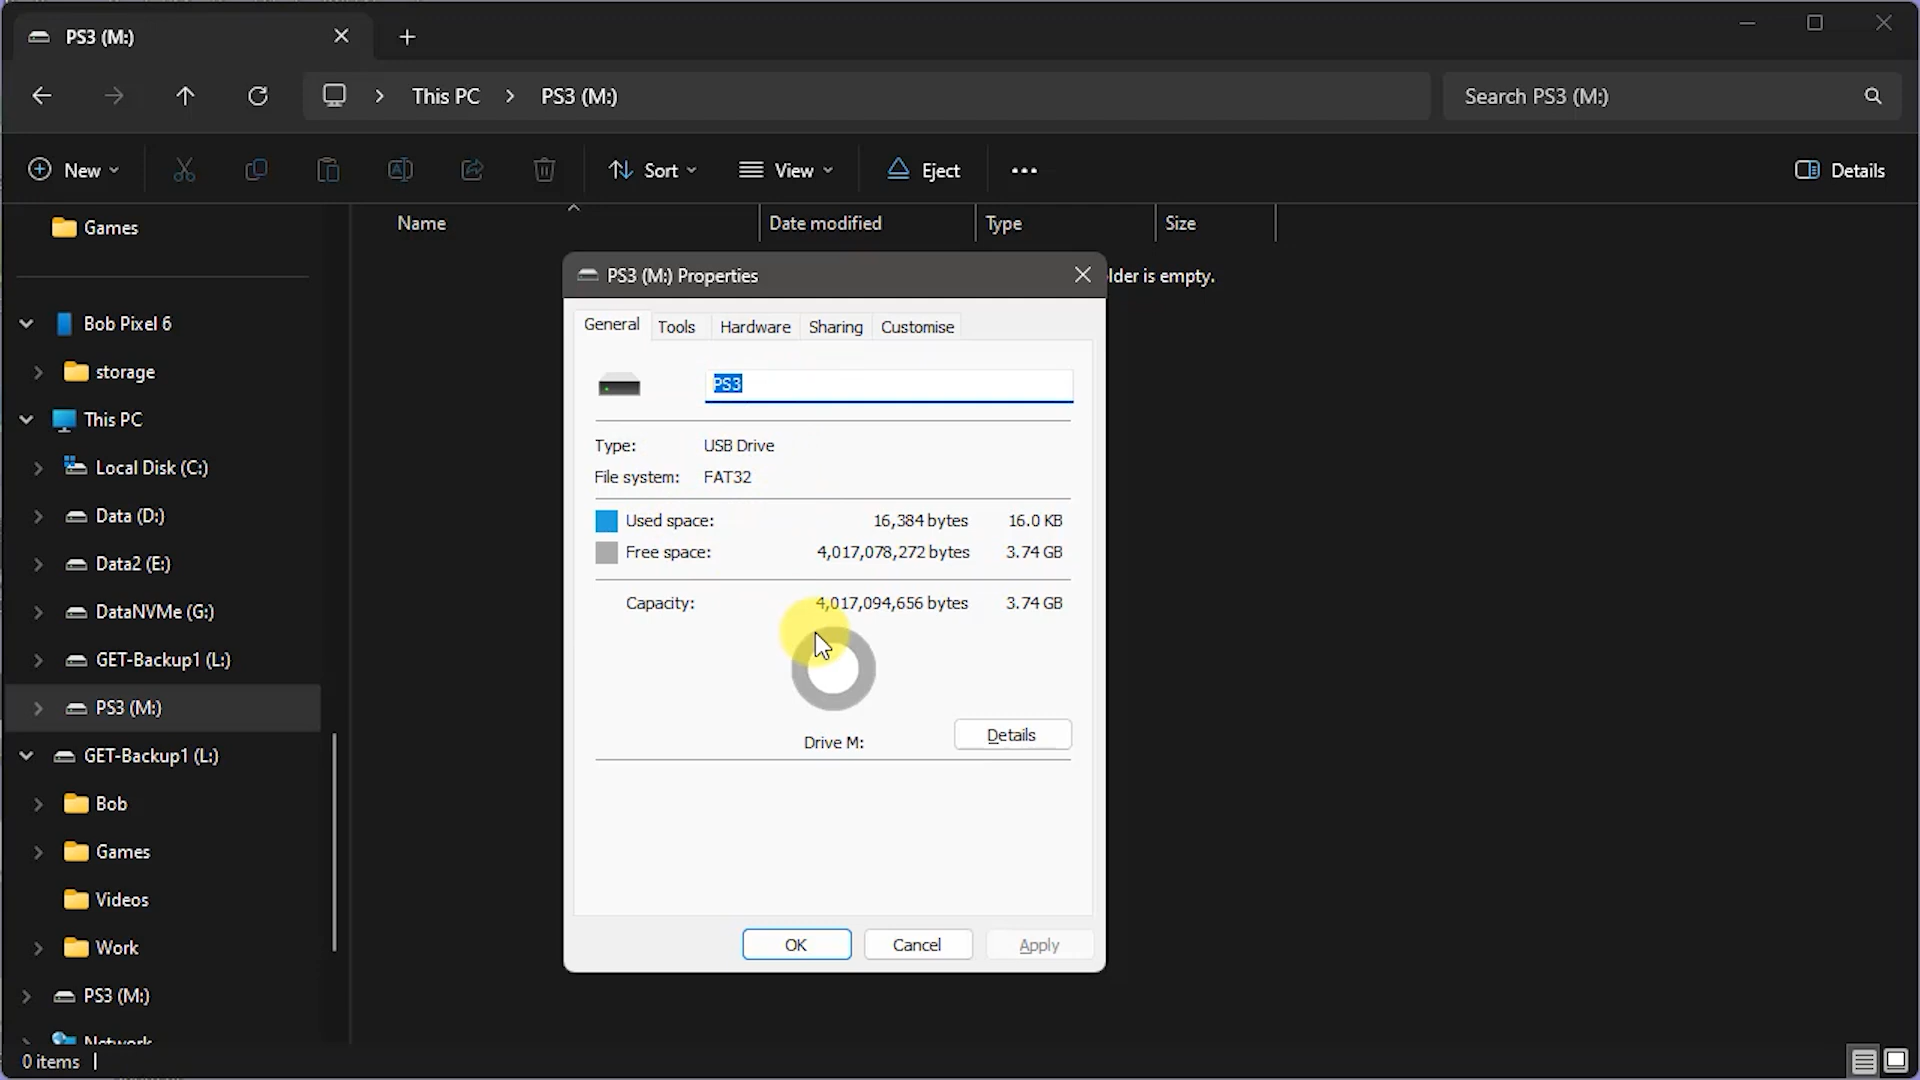 PS3 (M:)
This PC > PS3 (M:)
Search PS3 (M:)
New
Sort
View
Eject
Details
Games
Name
Date modified
Type
Size
lder is empty.
Bob Pixel 6
storage
This PC
Local Disk (C:)
Data (D:)
Data2 (E:)
DataNVMe (G:)
GET-Backup1 (L:)
PS3 (M:)
GET-Backup1 (L:)
Bob
Games
Videos
Work
PS3 (M:)
Network
0 items
PS3 (M:) Properties
General
Tools
Hardware
Sharing
Customise
PS3
Type: USB Drive
File system: FAT32
Used space: 16,384 bytes 16.0 KB
Free space: 4,017,078,272 bytes 3.74 GB
Capacity: 4,017,094,656 bytes 3.74 GB
Drive M:
Details
OK
Cancel
Apply